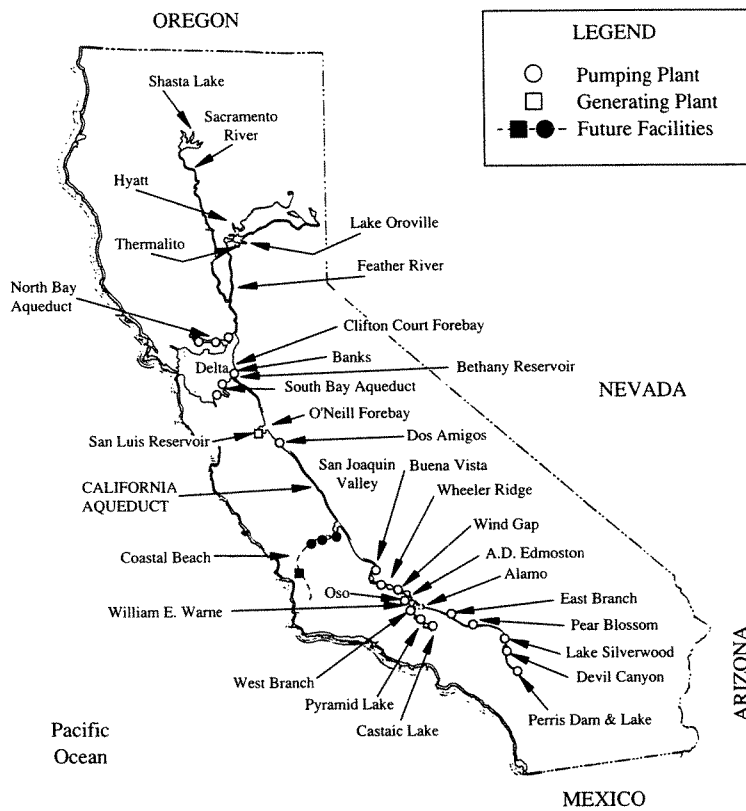 OREGON
LEGEND
Pumping Plant
Generating Plant
Future Facilities
Shasta Lake
Sacramento
River
Hyatt
Lake Oroville
Thermalito
Feather River
North Bay
Aqueduct
Clifton Court Forebay
Banks
Delta
Bethany Reservoir
South Bay Aqueduct
NEVADA
O'Neill Forebay
San Luis Reservoir
Dos Amigos
San Joaquin
Valley
Buena Vista
CALIFORNIA
AQUEDUCT
Wheeler Ridge
Wind Gap
Coastal Beach
A.D. Edmoston
Alamo
Oso
East Branch
William E. Warne
Pear Blossom
Lake Silverwood
West Branch
Devil Canyon
Pyramid Lake
Perris Dam & Lake
Castaic Lake
ARIZONA
Pacific
Ocean
MEXICO